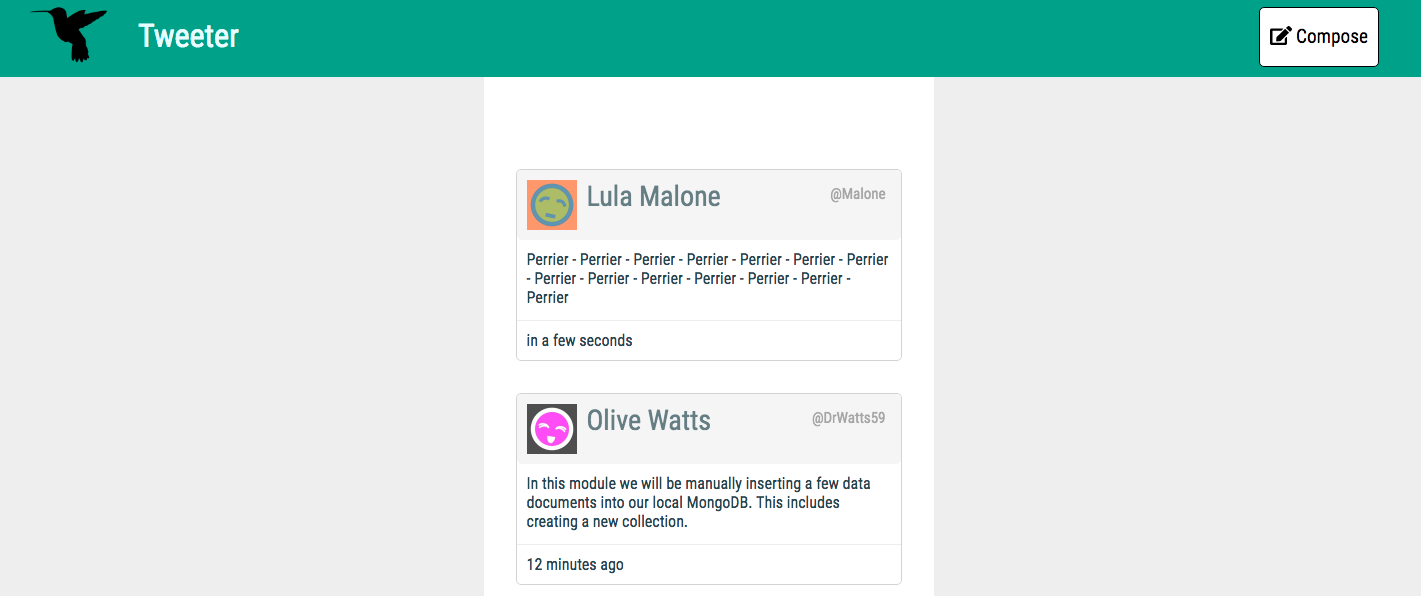 Tweeter
Compose
Lula Malone
@Malone
Perrier - Perrier - Perrier - Perrier - Perrier - Perrier - Perrier
- Perrier - Perrier - Perrier - Perrier - Perrier - Perrier -
Perrier
in a few seconds
Olive Watts
@DrWatts59
In this module we will be manually inserting a few data
documents into our local MongoDB. This includes
creating a new collection.
12 minutes ago